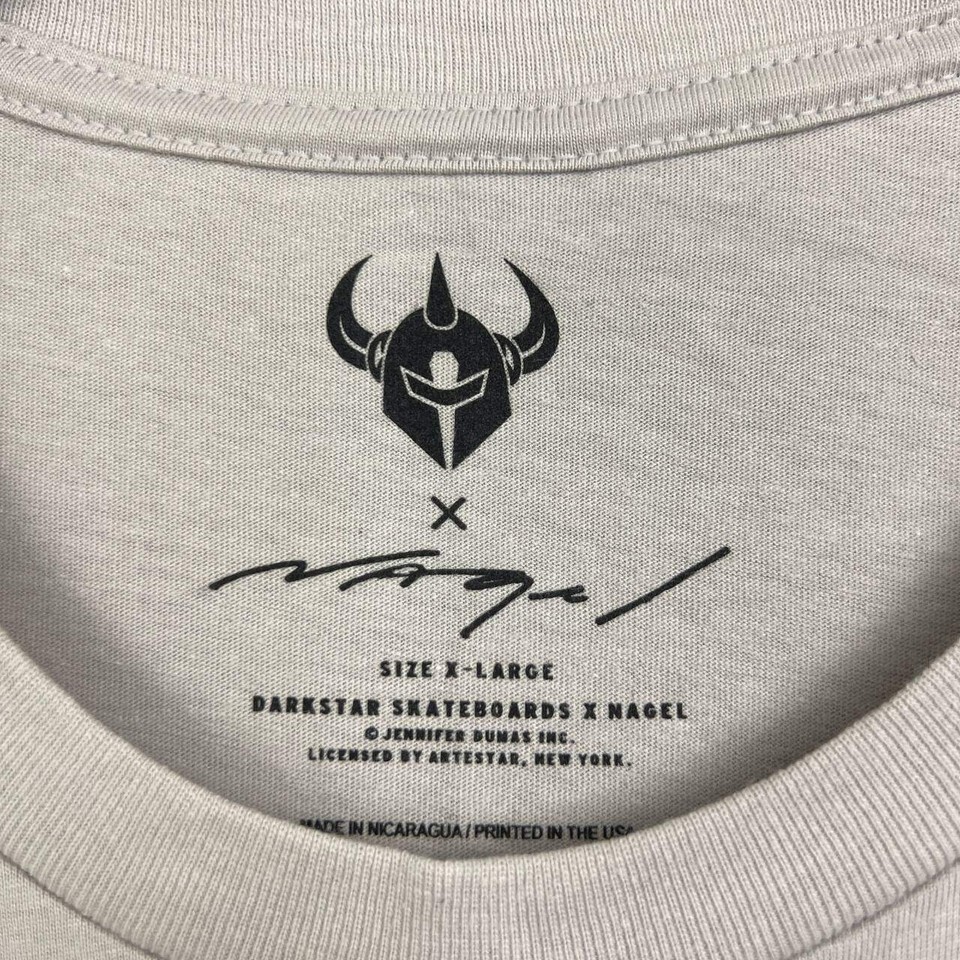 X
Nagel
SIZE X-LARGE
DARKSTAR SKATEBOARDS X NAGEL
© JENNIFER DUMAS INC.
LICENSED BY ARTESTAR, NEW YORK.
MADE IN NICARAGUA / PRINTED IN THE USA